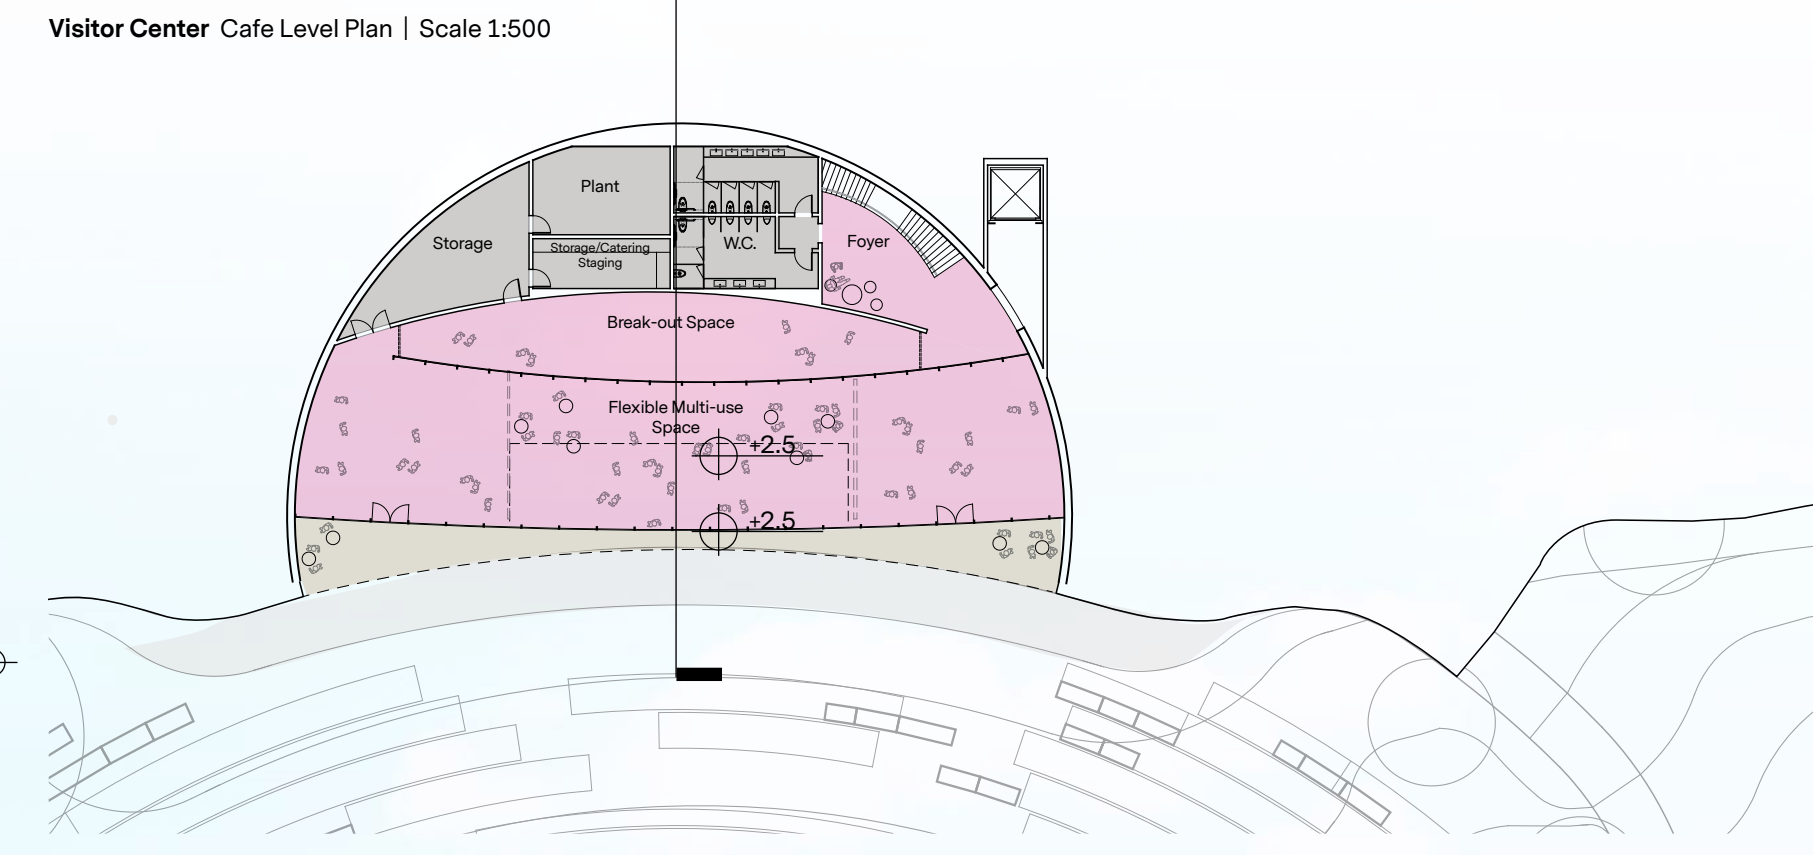 Visitor Center Cafe Level Plan | Scale 1:500
Plant
Storage
Storage/Catering
Staging
W.C.
Foyer
Break-out Space
Flexible Multi-use
Space
+2.5
+2.5